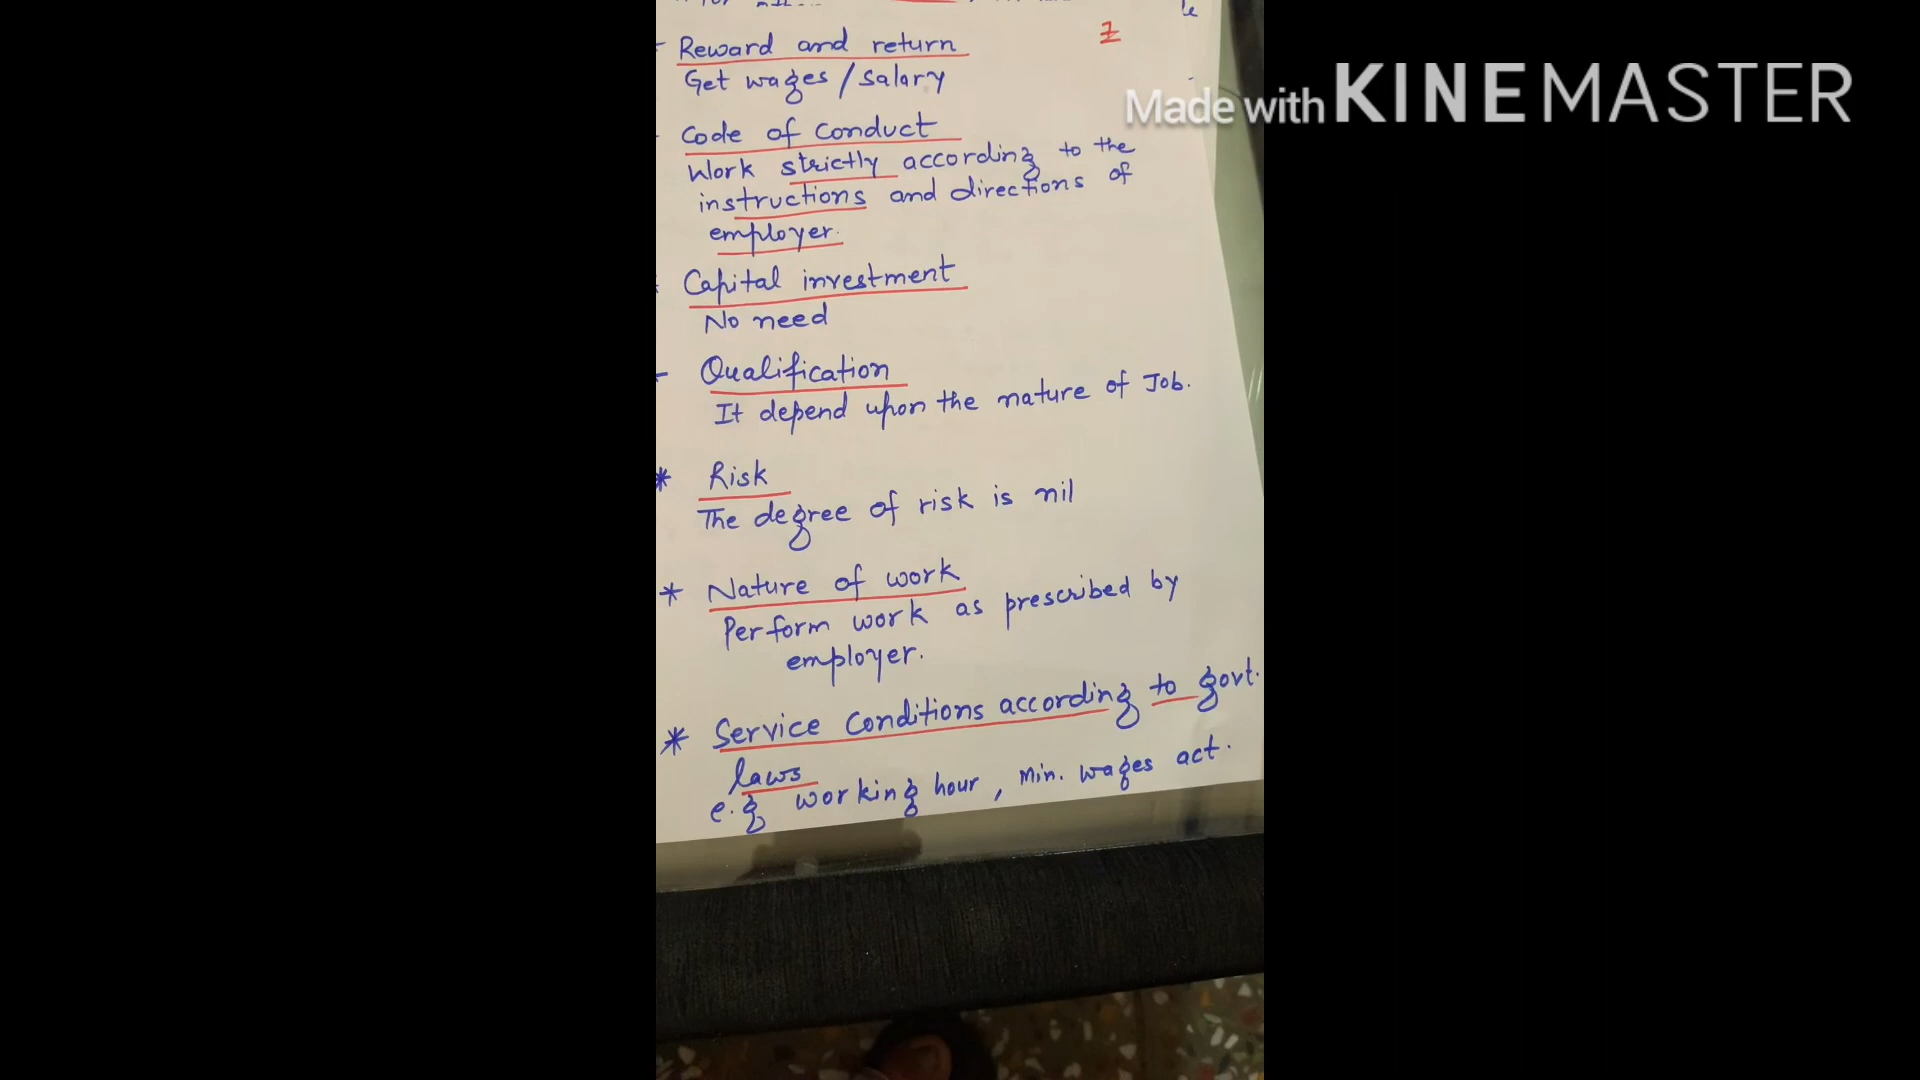 Reward and return
Get wages / salary
Code of conduct
Work strictly according to the
instructions and directions of
employer.
Capital investment
No need
Qualification
It depend upon the nature of Job.
* Risk
The degree of risk is nil
* Nature of work
Perform work as prescribed by
employer.
* Service Conditions according to govt.
laws
e.g working hour, Min. wages act.
Made with KINEMASTER